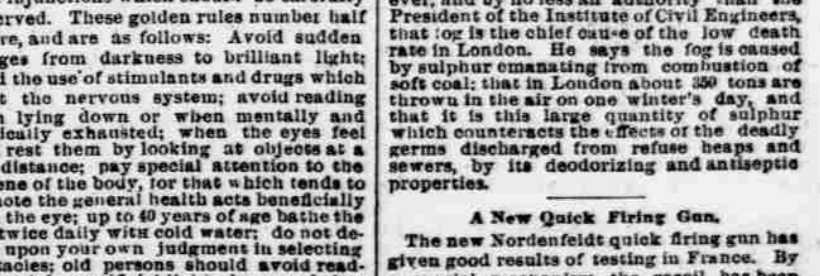 erved. These golden rules number half
re, and are as follows: Avoid sudden
ges from darkness to brilliant light;
the use of stimulants and drugs which
t the nervous system; avoid reading
lying down or when mentally and
ically exhausted; when the eyes feel
rest them by looking at objects at a
distance; pay special attention to the
ene of the body, for that which tends to
note the general health acts beneficially
the eye; up to 40 years of age bathe the
twice daily with cold water; do not de-
upon your own judgment in selecting
tacles; old persons should avoid read-
President of the Institute of Civil Engineers,
that fog is the chief cause of the low death
rate in London. He says the fog is caused
by sulphur emanating from combustion of
soft coal; that in London about 350 tons are
thrown in the air on one winter's day, and
that it is this large quantity of sulphur
which counteracts the effects of the deadly
germs discharged from refuse heaps and
sewers, by its deodorizing and antiseptic
properties.
A New Quick Firing Gun.
The new Nordenfeldt quick firing gun has
given good results of testing in France. By